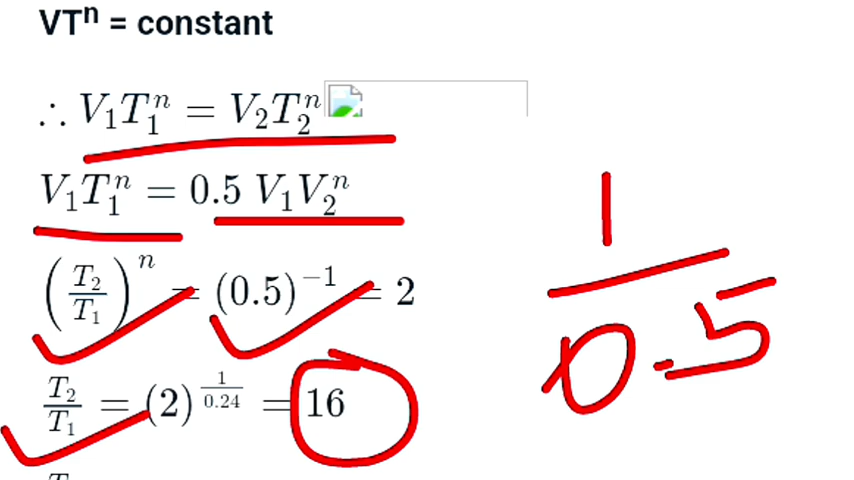 VTⁿ = constant
∴ V₁T₁ⁿ = V₂T₂ⁿ
V₁T₁ⁿ = 0.5 V₁V₂ⁿ
(T₂/T₁)ⁿ = (0.5)⁻¹ = 2
T₂/T₁ = (2)^(1/0.24) = 16
1/0.5